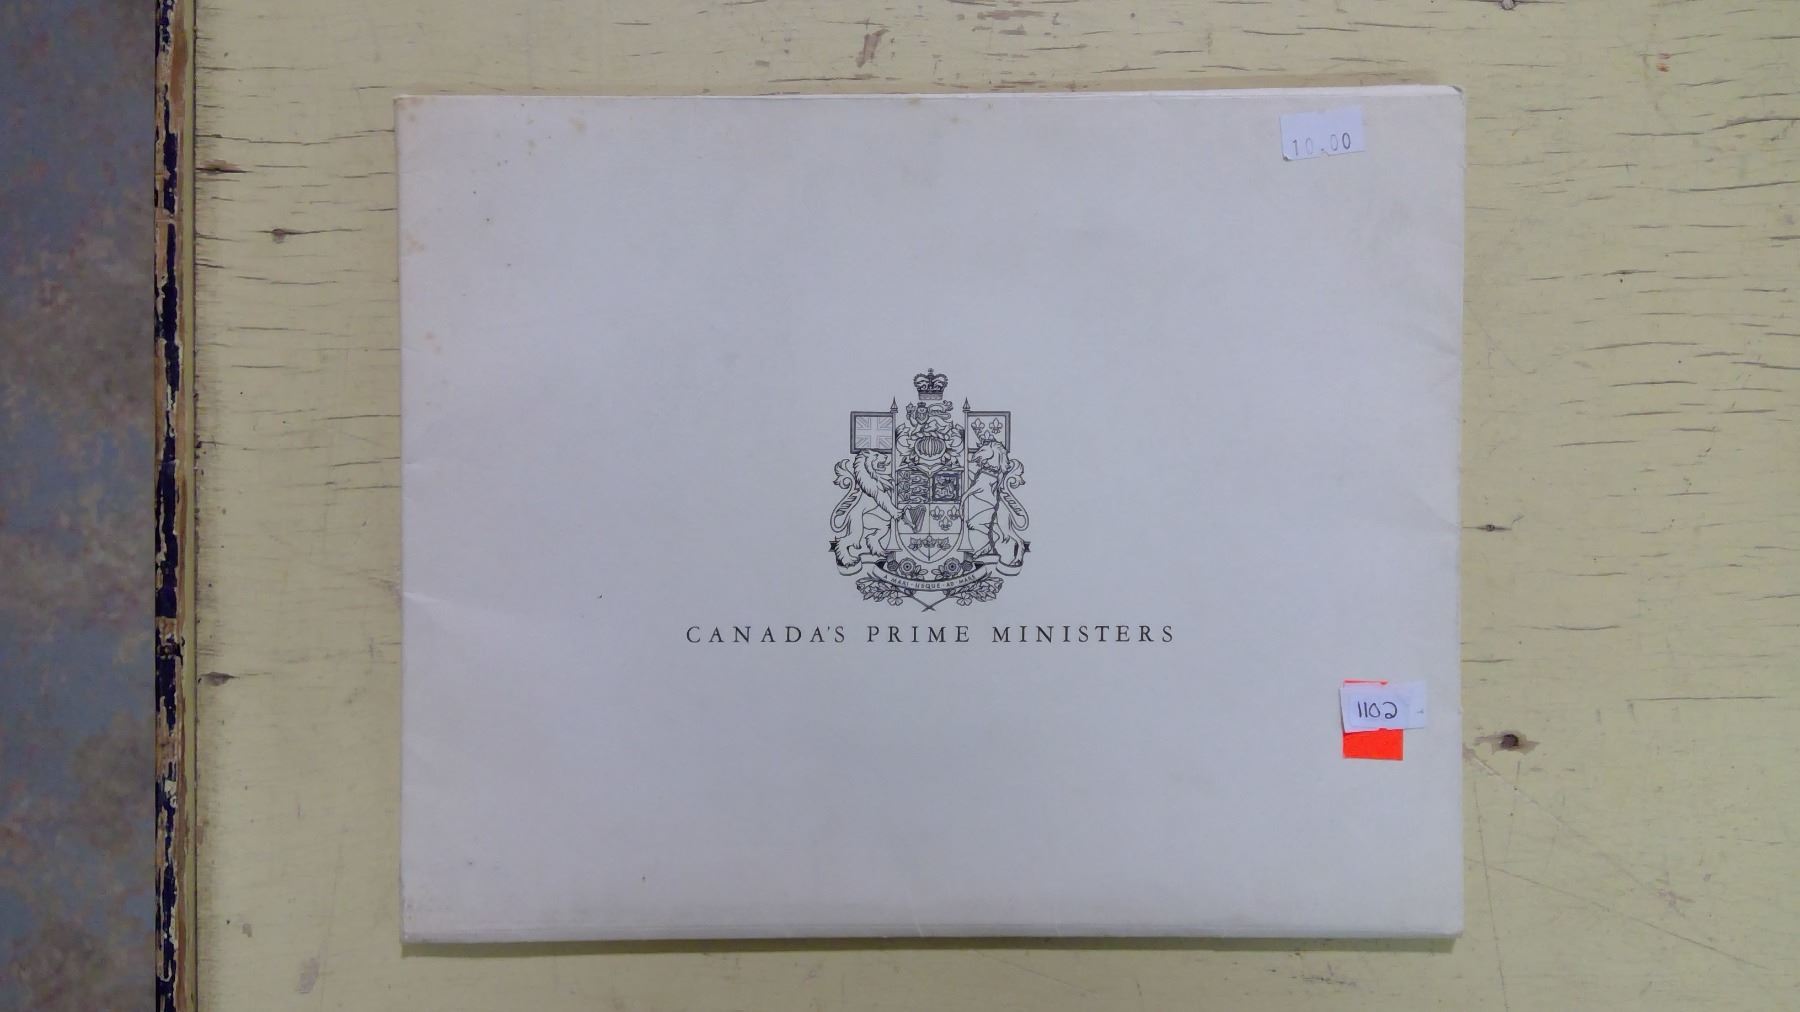 10.00
A MARI · USQUE · AD MARE
CANADA'S PRIME MINISTERS
1102